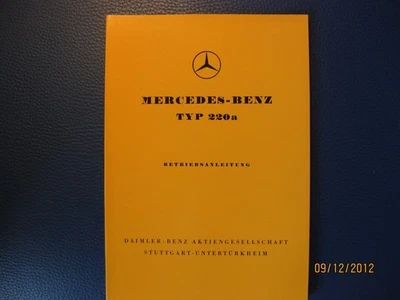 MERCEDES-BENZ
TYP 220a
BETRIEBSANLEITUNG
DAIMLER-BENZ AKTIENGESELLSCHAFT
STUTTGART-UNTERTÜRKHEIM
09/12/2012